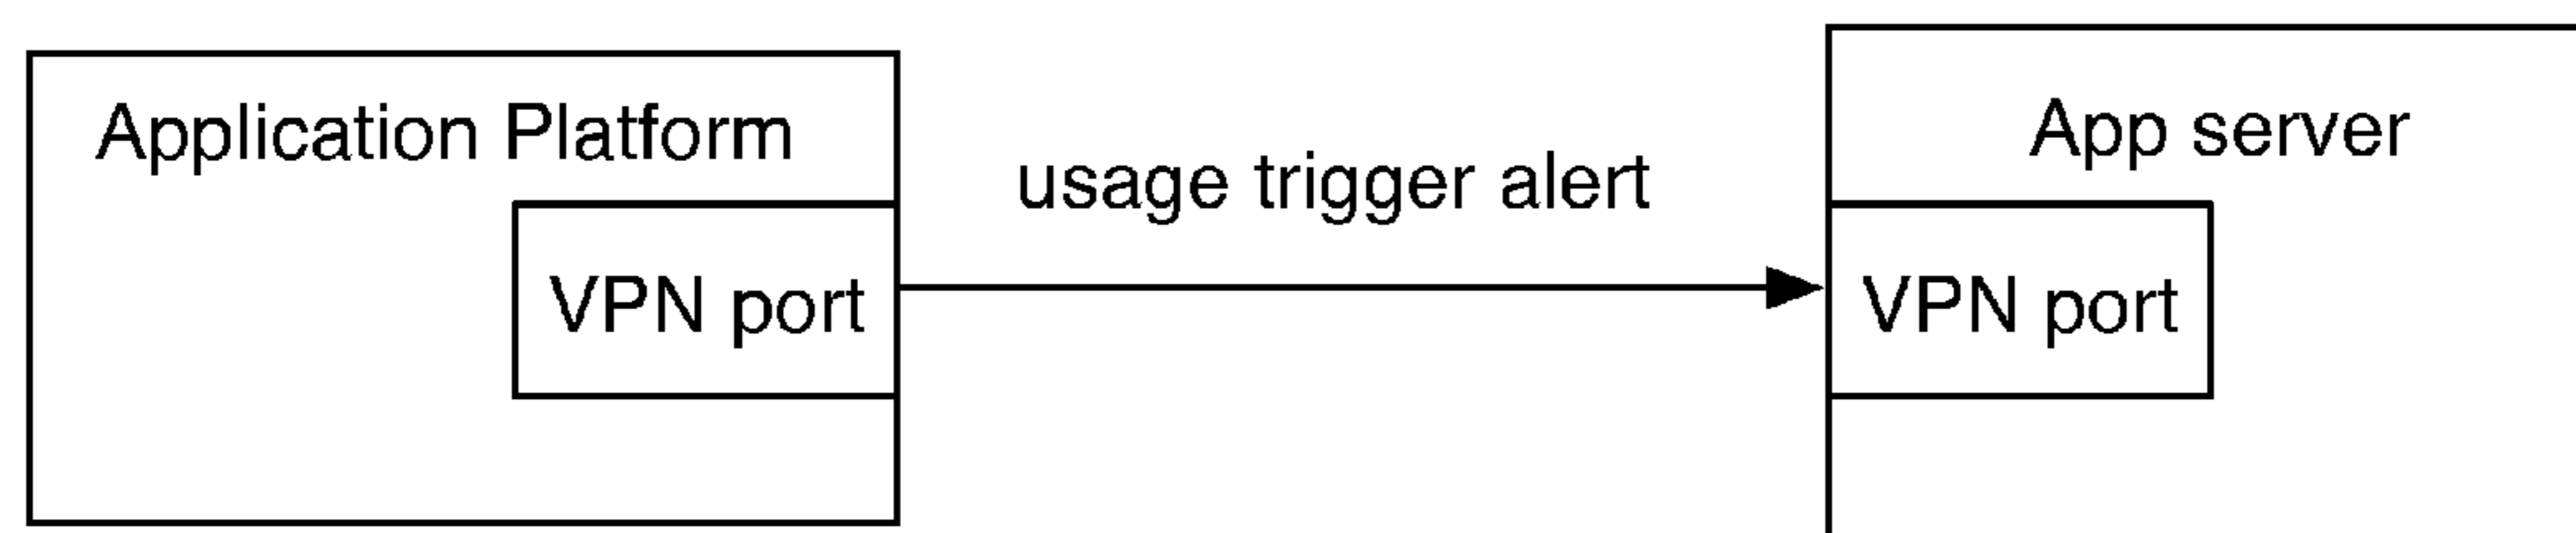 Application Platform
VPN port
usage trigger alert
App server
VPN port